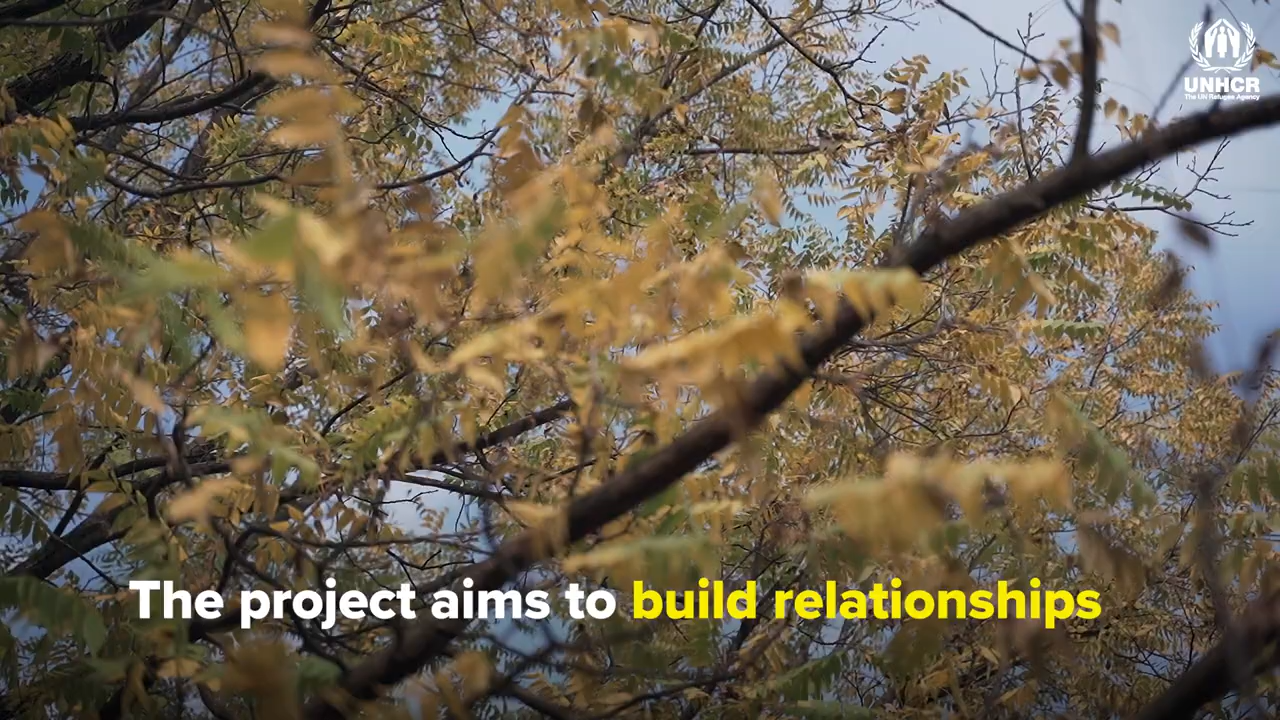 UNHCR
The UN Refugee Agency
The project aims to build relationships